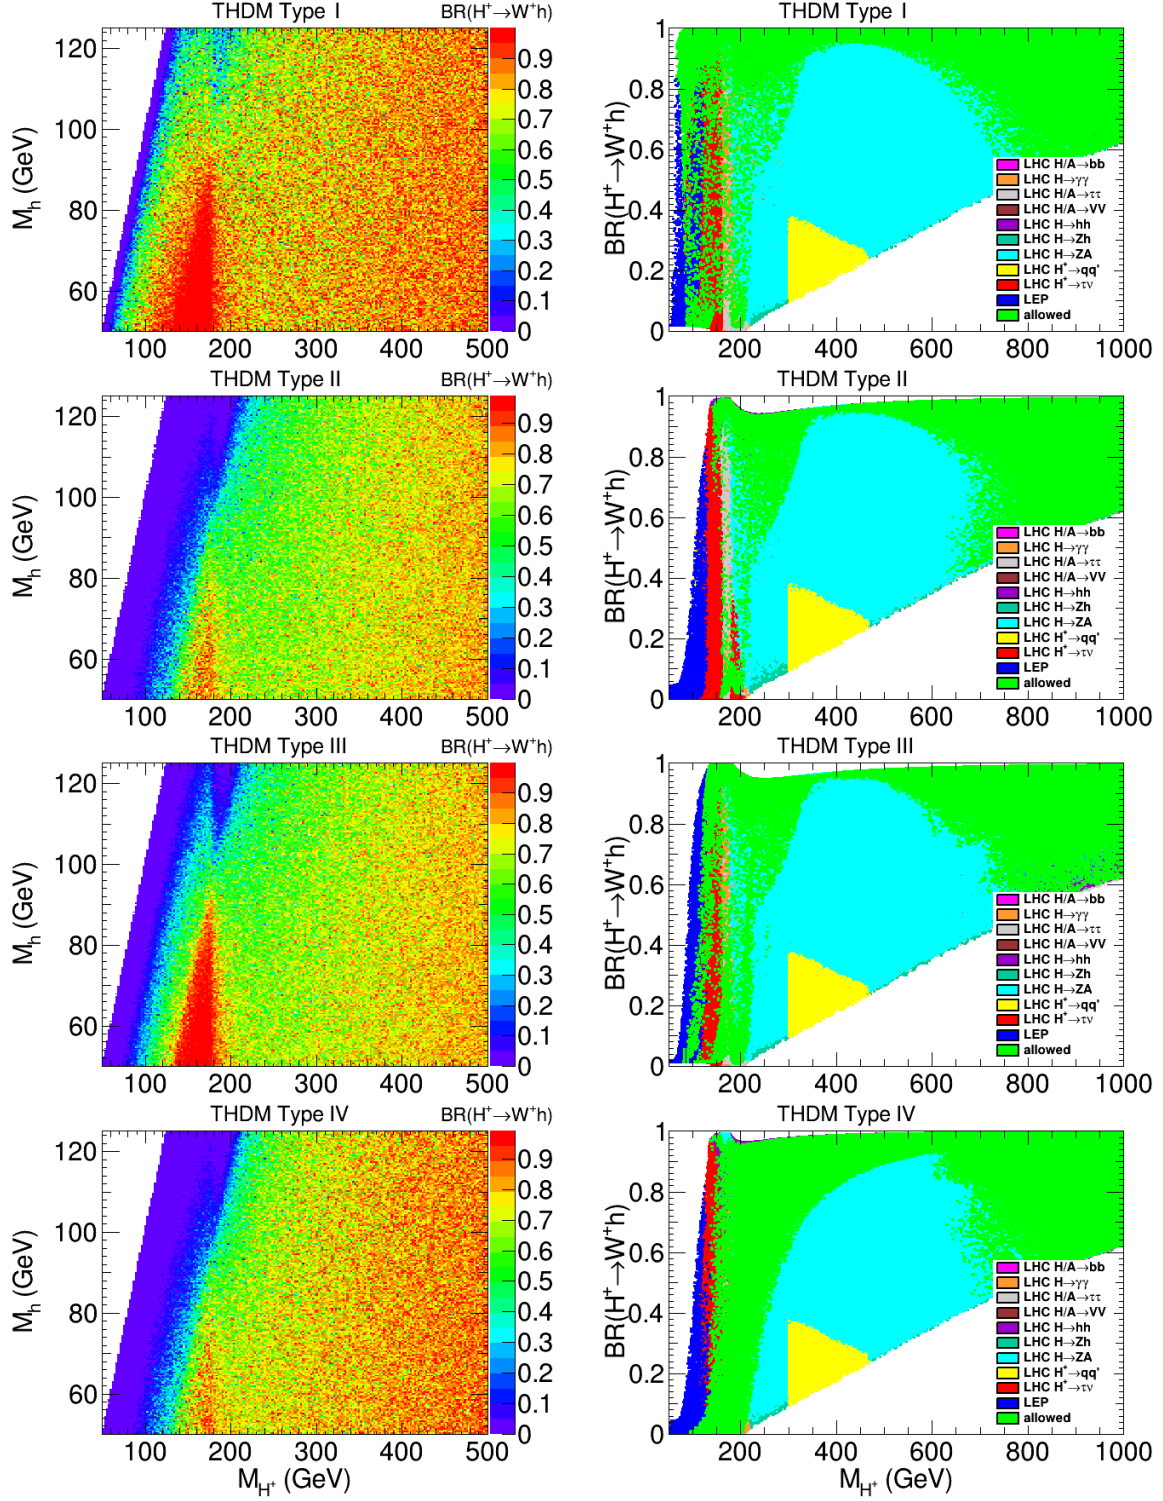 THDM Type I
BR(H⁺→W⁺h)
120
100
80
60
M_h (GeV)
100
200
300
400
500
0.9
0.8
0.7
0.6
0.5
0.4
0.3
0.2
0.1
0
THDM Type I
BR(H⁺→W⁺h)
1
0.8
0.6
0.4
0.2
0
200
400
600
800
1000
LHC H/A→bb
LHC H→γγ
LHC H/A→ττ
LHC H/A→VV
LHC H→hh
LHC H→Zh
LHC H→ZA
LHC H⁺→qq'
LHC H⁺→τν
LEP
allowed
THDM Type II
BR(H⁺→W⁺h)
120
100
80
60
M_h (GeV)
100
200
300
400
500
0.9
0.8
0.7
0.6
0.5
0.4
0.3
0.2
0.1
0
THDM Type II
BR(H⁺→W⁺h)
1
0.8
0.6
0.4
0.2
0
200
400
600
800
1000
LHC H/A→bb
LHC H→γγ
LHC H/A→ττ
LHC H/A→VV
LHC H→hh
LHC H→Zh
LHC H→ZA
LHC H⁺→qq'
LHC H⁺→τν
LEP
allowed
THDM Type III
BR(H⁺→W⁺h)
120
100
80
60
M_h (GeV)
100
200
300
400
500
0.9
0.8
0.7
0.6
0.5
0.4
0.3
0.2
0.1
0
THDM Type III
BR(H⁺→W⁺h)
1
0.8
0.6
0.4
0.2
0
200
400
600
800
1000
LHC H/A→bb
LHC H→γγ
LHC H/A→ττ
LHC H/A→VV
LHC H→hh
LHC H→Zh
LHC H→ZA
LHC H⁺→qq'
LHC H⁺→τν
LEP
allowed
THDM Type IV
BR(H⁺→W⁺h)
120
100
80
60
M_h (GeV)
100
200
300
400
500
M_H⁺ (GeV)
0.9
0.8
0.7
0.6
0.5
0.4
0.3
0.2
0.1
0
THDM Type IV
BR(H⁺→W⁺h)
1
0.8
0.6
0.4
0.2
0
200
400
600
800
1000
M_H⁺ (GeV)
LHC H/A→bb
LHC H→γγ
LHC H/A→ττ
LHC H/A→VV
LHC H→hh
LHC H→Zh
LHC H→ZA
LHC H⁺→qq'
LHC H⁺→τν
LEP
allowed